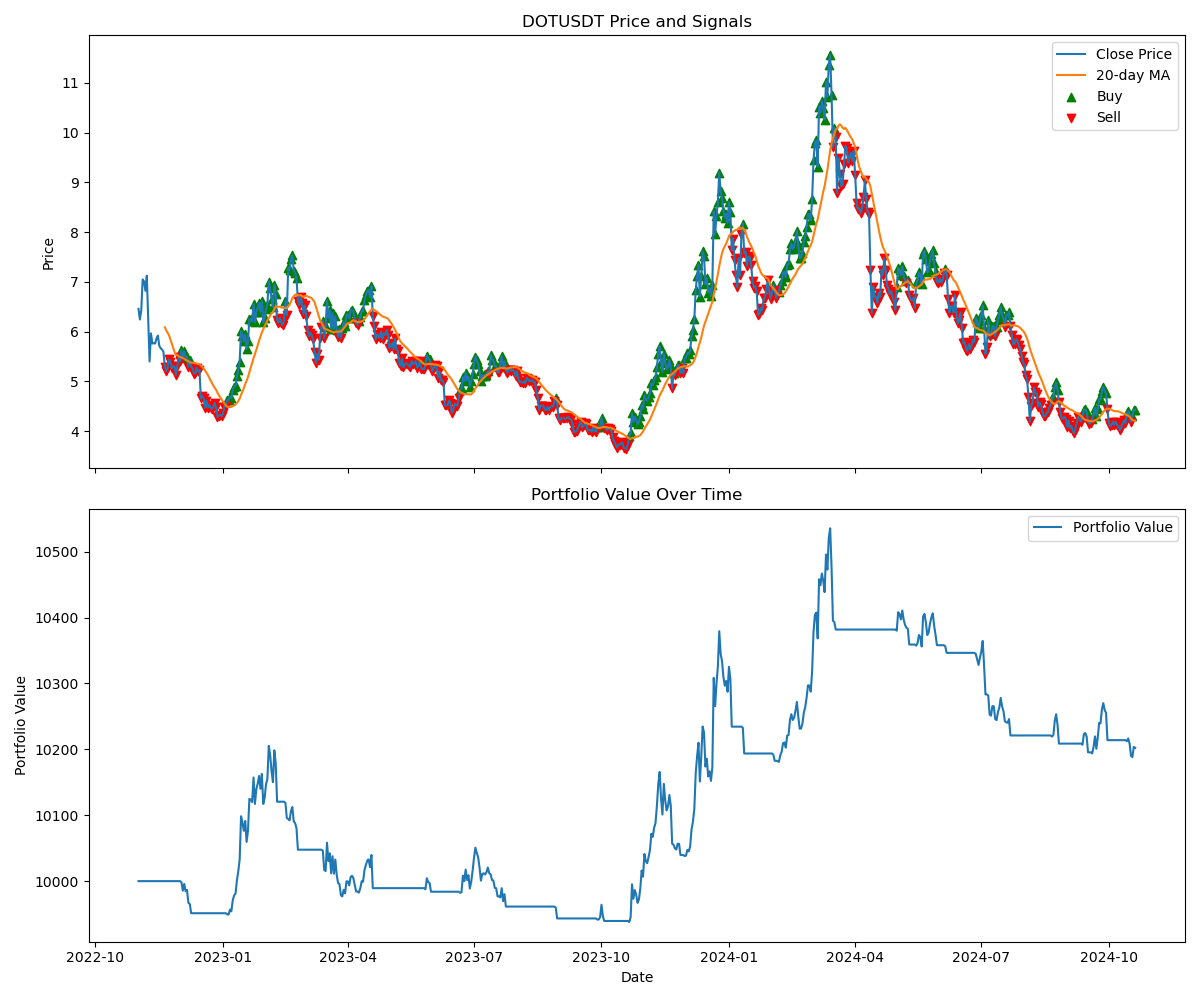 DOTUSDT Price and Signals
Price
11
10
9
8
7
6
5
4
Close Price
20-day MA
Buy
Sell
Portfolio Value Over Time
Portfolio Value
10500
10400
10300
10200
10100
10000
Portfolio Value
2022-10
2023-01
2023-04
2023-07
2023-10
2024-01
2024-04
2024-07
2024-10
Date